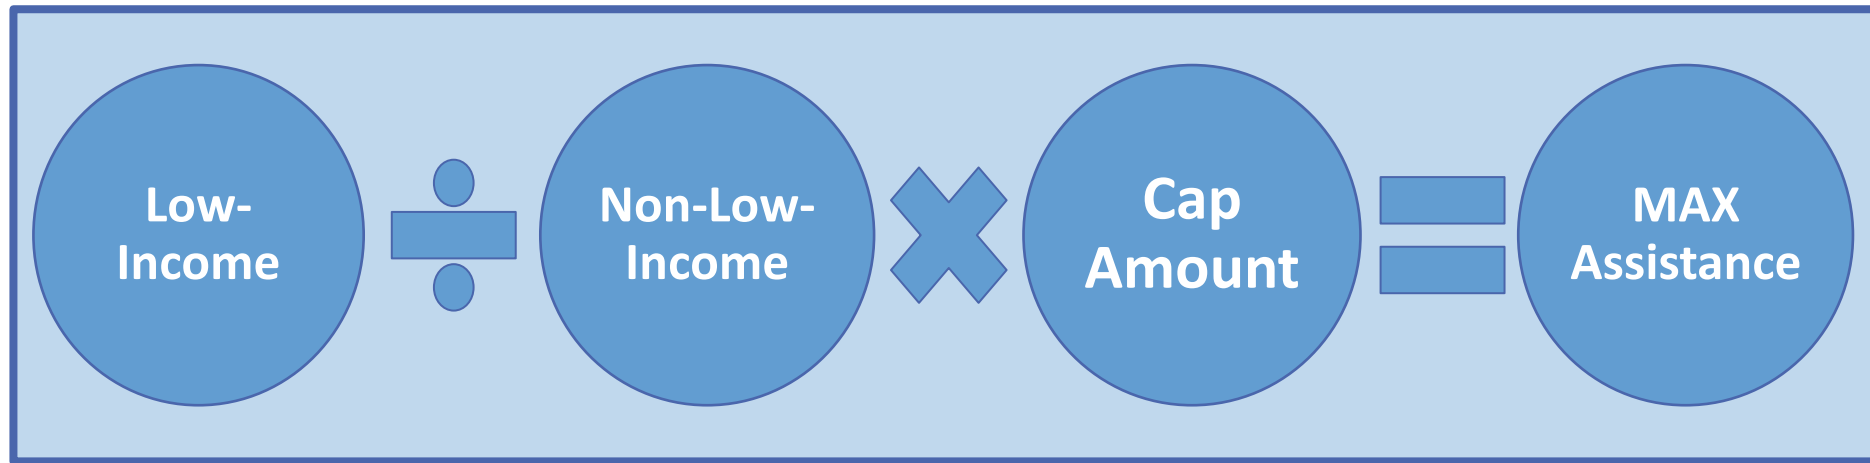 Low-
Income
Non-Low-
Income
Cap
Amount
MAX
Assistance